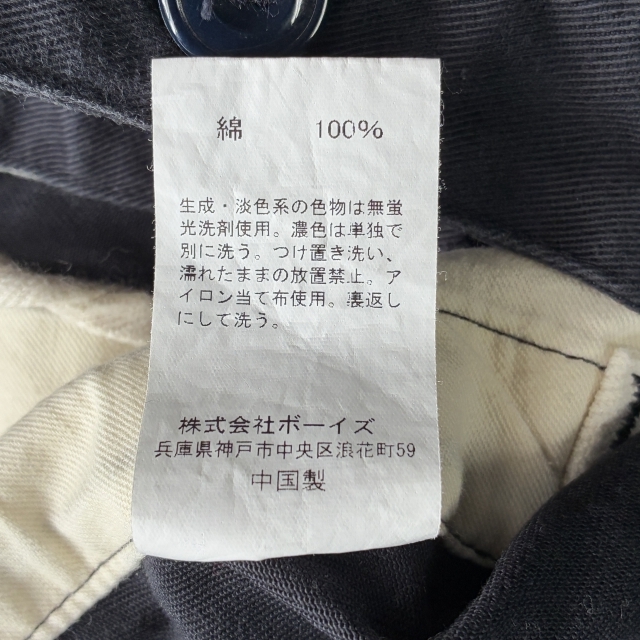 綿 100%
生成・淡色系の色物は無蛍
光洗剤使用。濃色は単独で
別に洗う。つけ置き洗い、
濡れたままの放置禁止。ア
イロン当て布使用。裏返し
にして洗う。
株式会社ボーイズ
兵庫県神戸市中央区浪花町59
中国製